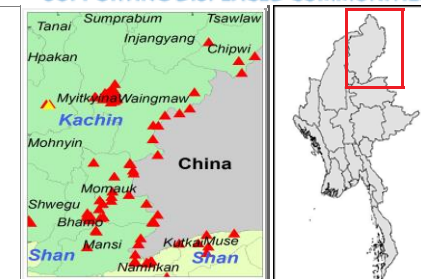 Tanai
Sumprabum
Tsawlaw
Injangyang
Chipwi
Hpakan
Myitkyina
Waingmaw
Kachin
Mohnyin
China
Momauk
Shwegu
Bhamo
Mansi
Kutkai
Muse
Shan
Shan
Namhkan